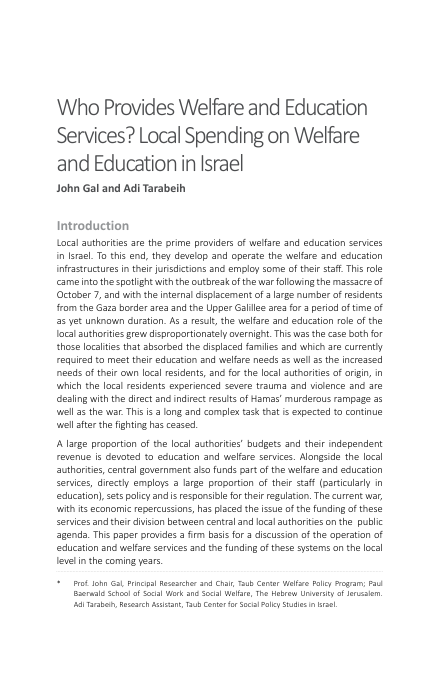 Who Provides Welfare and Education
Services? Local Spending on Welfare
and Education in Israel
John Gal and Adi Tarabeih
Introduction
Local authorities are the prime providers of welfare and education services
in Israel. To this end, they develop and operate the welfare and education
infrastructures in their jurisdictions and employ some of their staff. This role
came into the spotlight with the outbreak of the war following the massacre of
October 7, and with the internal displacement of a large number of residents
from the Gaza border area and the Upper Galillee area for a period of time of
as yet unknown duration. As a result, the welfare and education role of the
local authorities grew disproportionately overnight. This was the case both for
those localities that absorbed the displaced families and which are currently
required to meet their education and welfare needs as well as the increased
needs of their own local residents, and for the local authorities of origin, in
which the local residents experienced severe trauma and violence and are
dealing with the direct and indirect results of Hamas' murderous rampage as
well as the war. This is a long and complex task that is expected to continue
well after the fighting has ceased.
A large proportion of the local authorities' budgets and their independent
revenue is devoted to education and welfare services. Alongside the local
authorities, central government also funds part of the welfare and education
services, directly employs a large proportion of their staff (particularly in
education), sets policy and is responsible for their regulation. The current war,
with its economic repercussions, has placed the issue of the funding of these
services and their division between central and local authorities on the public
agenda. This paper provides a firm basis for a discussion of the operation of
education and welfare services and the funding of these systems on the local
level in the coming years.
* Prof. John Gal, Principal Researcher and Chair, Taub Center Welfare Policy Program; Paul
Baerwald School of Social Work and Social Welfare, The Hebrew University of Jerusalem.
Adi Tarabeih, Research Assistant, Taub Center for Social Policy Studies in Israel.